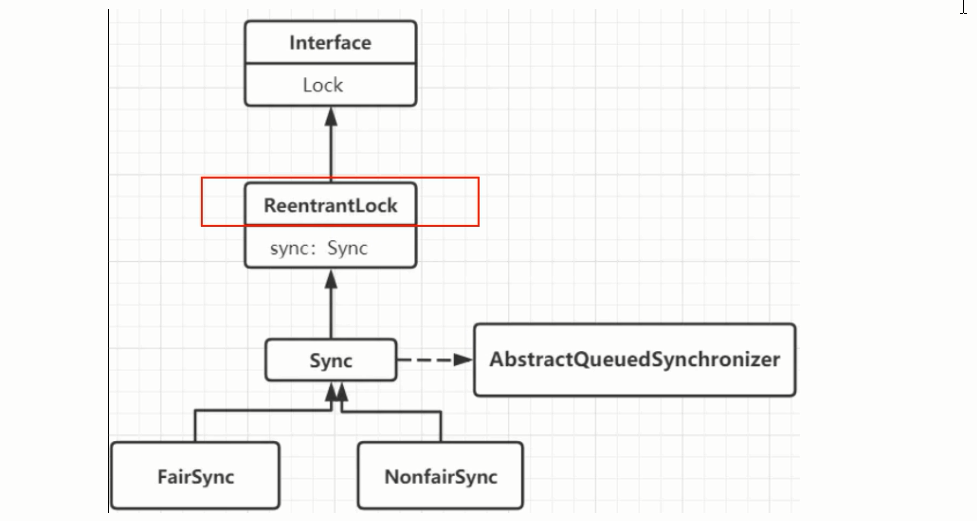 Interface
Lock
ReentrantLock
sync: Sync
Sync
AbstractQueuedSynchronizer
FairSync
NonfairSync